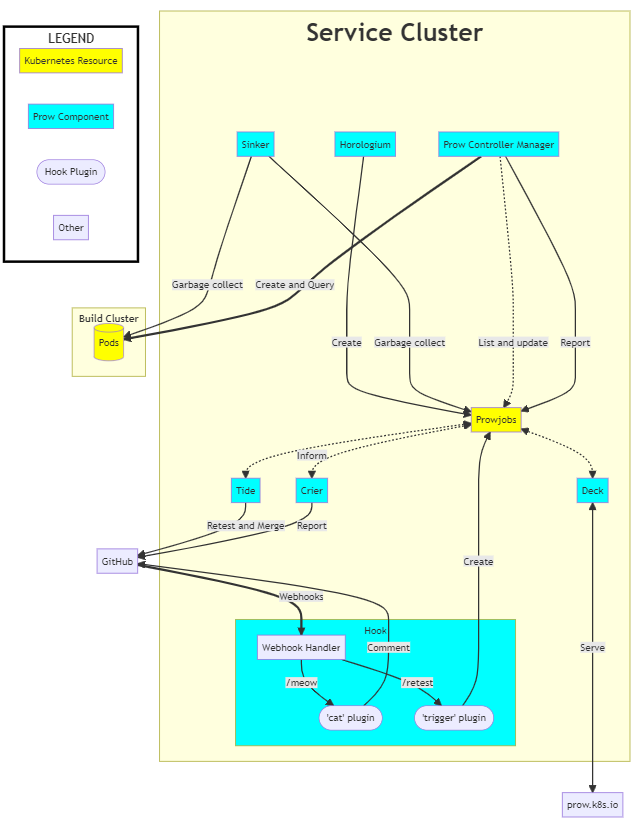 LEGEND
Kubernetes Resource
Prow Component
Hook Plugin
Other
Service Cluster
Sinker
Horologium
Prow Controller Manager
Garbage collect
Create and Query
Build Cluster
Pods
Create
Garbage collect
List and update
Report
Prowjobs
Inform
Tide
Crier
Deck
Retest and Merge
Report
GitHub
Create
Webhooks
Hook
Webhook Handler
Comment
Serve
/meow
/retest
'cat' plugin
'trigger' plugin
prow.k8s.io